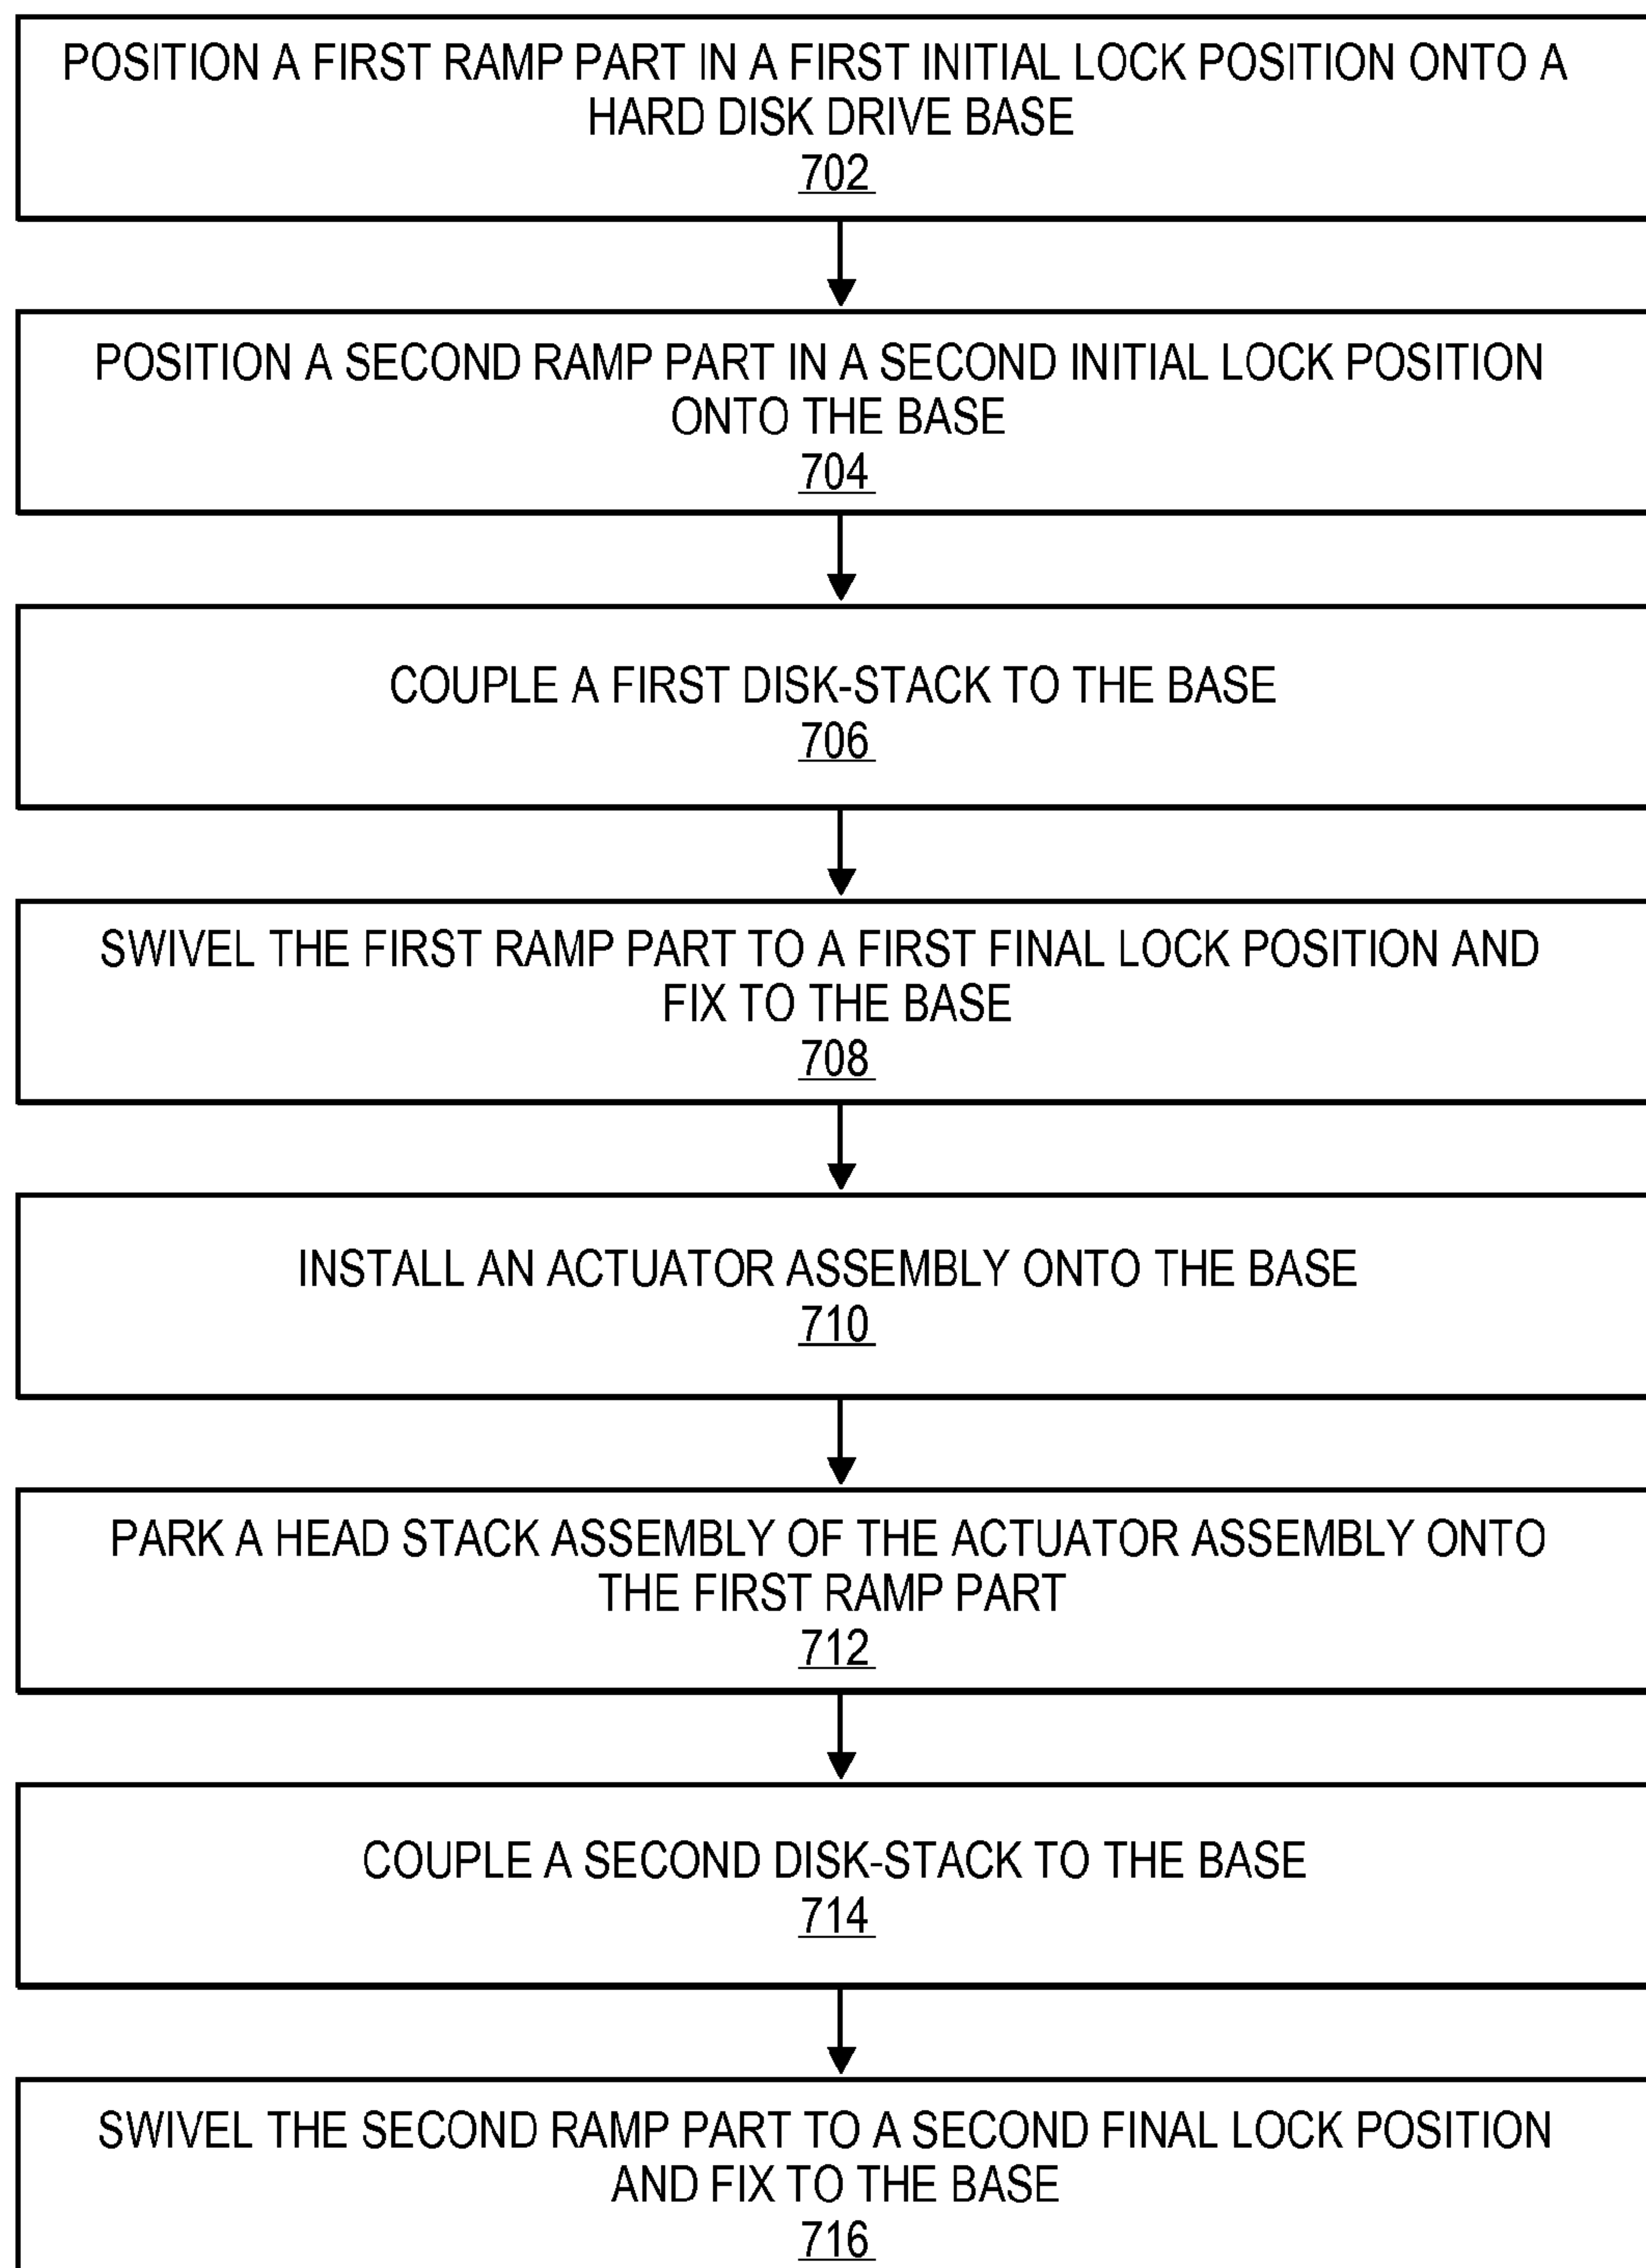 POSITION A FIRST RAMP PART IN A FIRST INITIAL LOCK POSITION ONTO A
HARD DISK DRIVE BASE
702
POSITION A SECOND RAMP PART IN A SECOND INITIAL LOCK POSITION
ONTO THE BASE
704
COUPLE A FIRST DISK-STACK TO THE BASE
706
SWIVEL THE FIRST RAMP PART TO A FIRST FINAL LOCK POSITION AND
FIX TO THE BASE
708
INSTALL AN ACTUATOR ASSEMBLY ONTO THE BASE
710
PARK A HEAD STACK ASSEMBLY OF THE ACTUATOR ASSEMBLY ONTO
THE FIRST RAMP PART
712
COUPLE A SECOND DISK-STACK TO THE BASE
714
SWIVEL THE SECOND RAMP PART TO A SECOND FINAL LOCK POSITION
AND FIX TO THE BASE
716